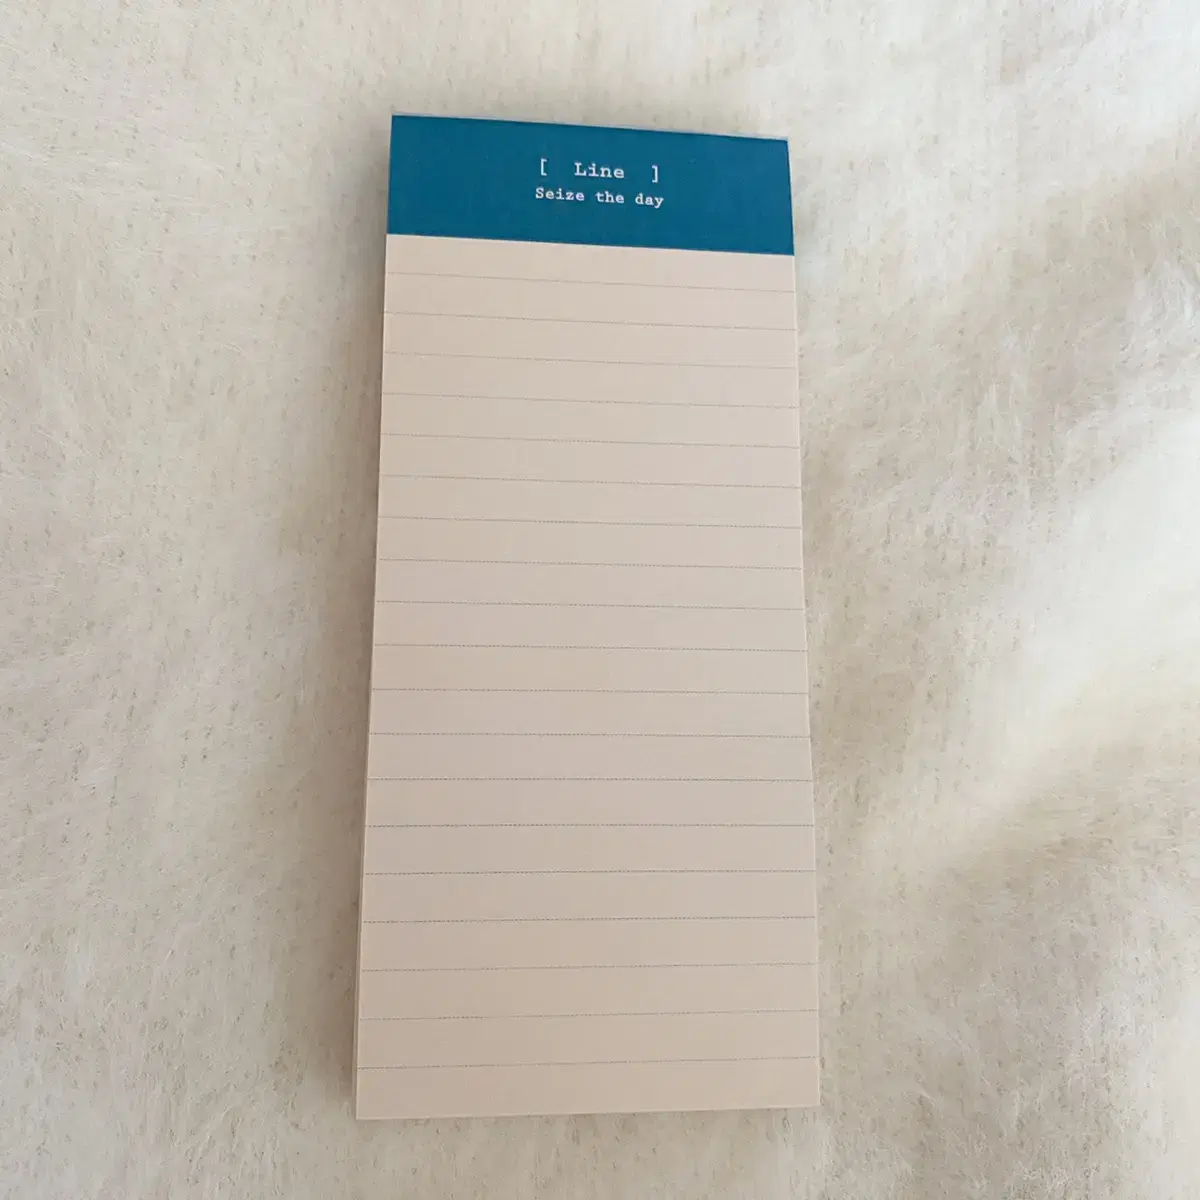 [ Line ]
Seize the day